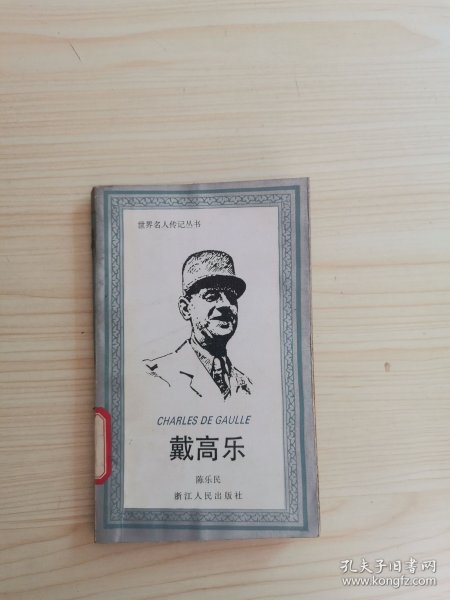 世界名人传记丛书
CHARLES DE GAULLE
戴高乐
陈乐民
浙江人民出版社
孔夫子旧书网
www.kongfz.com